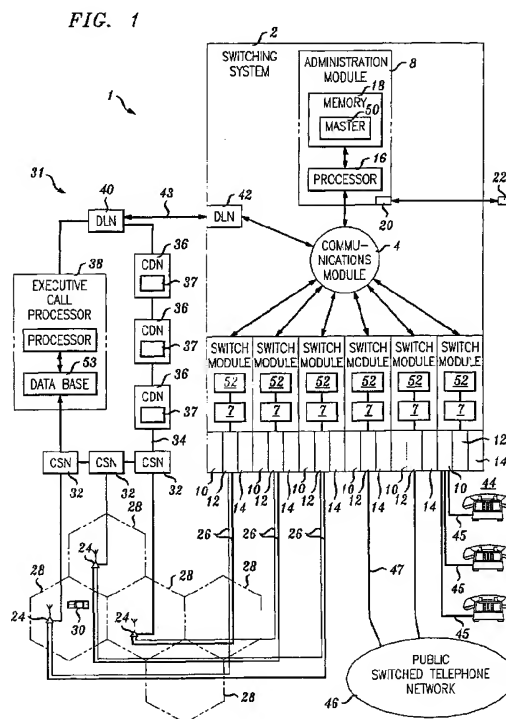 FIG. 1
1
2
SWITCHING SYSTEM
ADMINISTRATION MODULE
8
MEMORY
18
50
MASTER
PROCESSOR
16
20
22
31
40
DLN
43
42
DLN
COMMU-
NICATIONS
MODULE
4
38
EXECUTIVE
CALL
PROCESSOR
PROCESSOR
53
DATA BASE
36
CDN
37
36
CDN
37
36
CDN
37
34
SWITCH MODULE
SWITCH MODULE
SWITCH MODULE
SWITCH MODULE
SWITCH MODULE
SWITCH MODULE
52
52
52
52
52
52
7
7
7
7
7
7
12
14
CSN
CSN
CSN
32
32
32
10
12
14
10
12
14
10
12
14
10
12
14
10
12
14
10
44
45
45
45
26
26
26
47
28
24
28
28
28
30
24
24
28
PUBLIC
SWITCHED TELEPHONE
NETWORK
46